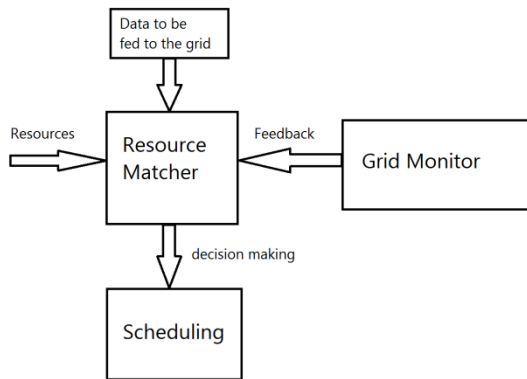 Data to be
fed to the grid
Resources
Resource
Matcher
Feedback
Grid Monitor
decision making
Scheduling